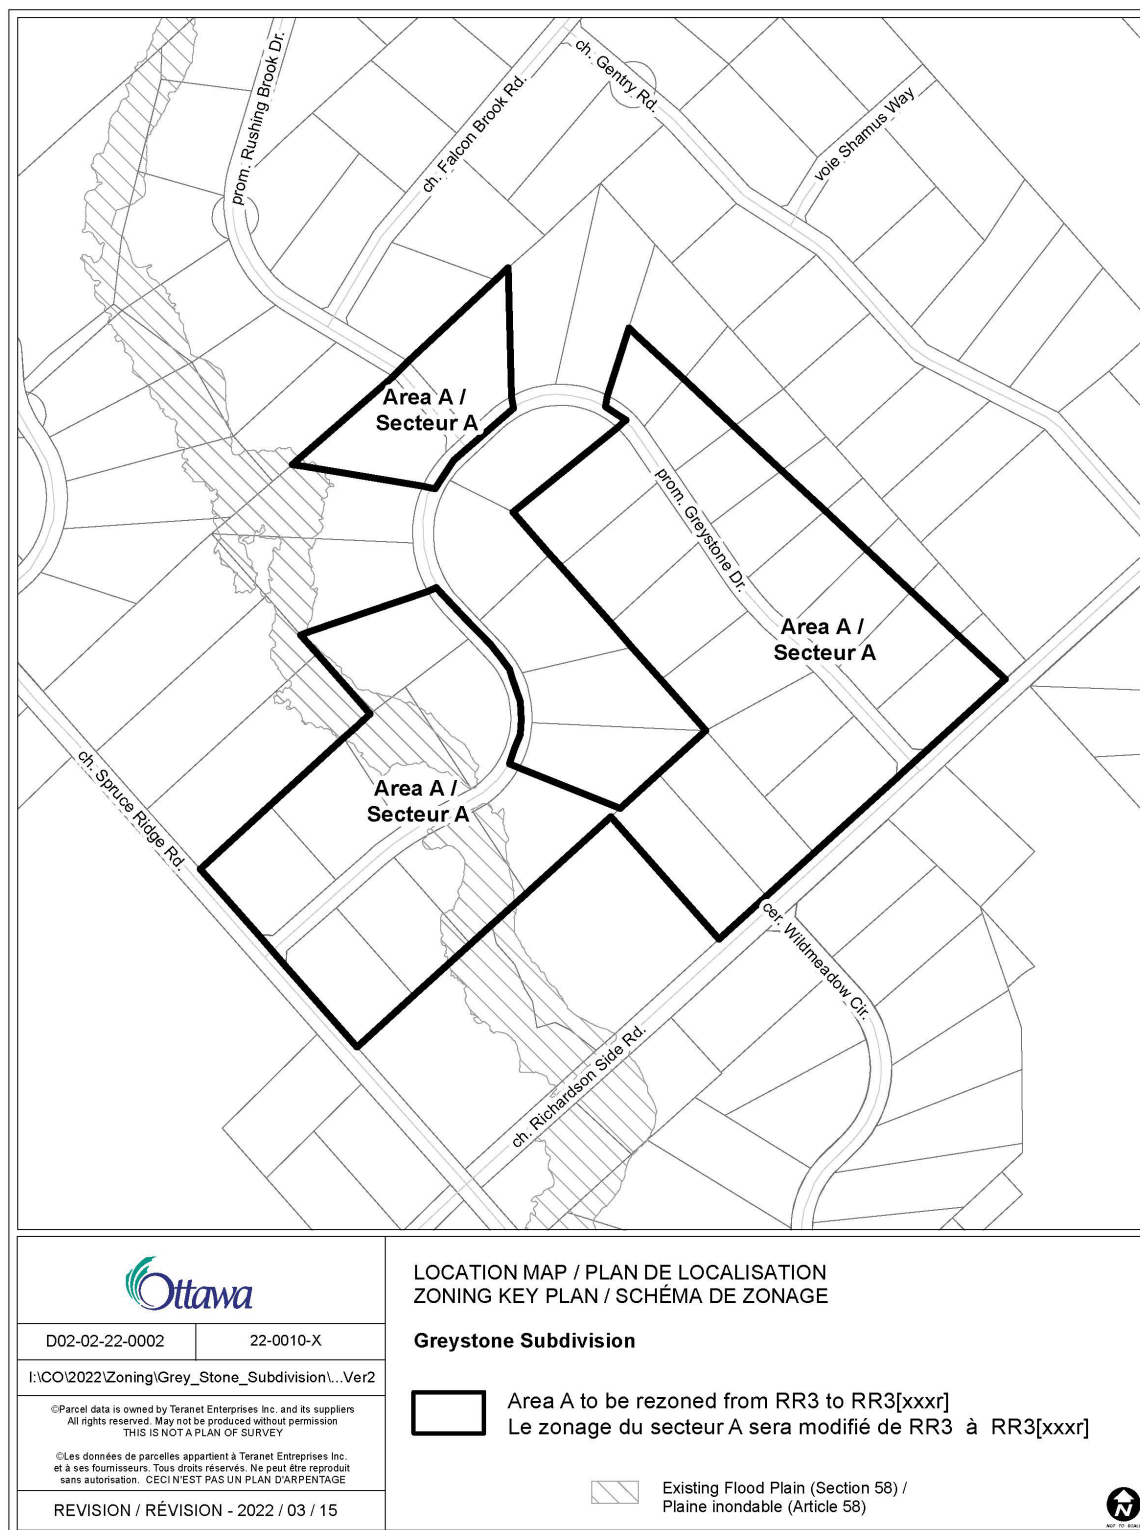 prom. Rushing Brook Dr.
ch. Falcon Brook Rd.
ch. Gentry Rd.
voie Shamus Way
Area A /
Secteur A
prom. Greystone Dr.
Area A /
Secteur A
Area A /
Secteur A
ch. Spruce Ridge Rd.
cer. Wildmeadow Cir.
ch. Richardson Side Rd.
Ottawa
D02-02-22-0002
22-0010-X
I:\CO\2022\Zoning\Grey_Stone_Subdivision\...Ver2
©Parcel data is owned by Teranet Enterprises Inc. and its suppliers
All rights reserved. May not be produced without permission
THIS IS NOT A PLAN OF SURVEY
©Les données de parcelles appartient à Teranet Entreprises Inc.
et à ses fournisseurs. Tous droits réservés. Ne peut être reproduit
sans autorisation. CECI N'EST PAS UN PLAN D'ARPENTAGE
REVISION / RÉVISION - 2022 / 03 / 15
LOCATION MAP / PLAN DE LOCALISATION
ZONING KEY PLAN / SCHÉMA DE ZONAGE
Greystone Subdivision
Area A to be rezoned from RR3 to RR3[xxxr]
Le zonage du secteur A sera modifié de RR3 à RR3[xxxr]
Existing Flood Plain (Section 58) /
Plaine inondable (Article 58)
N
NOT TO SCALE